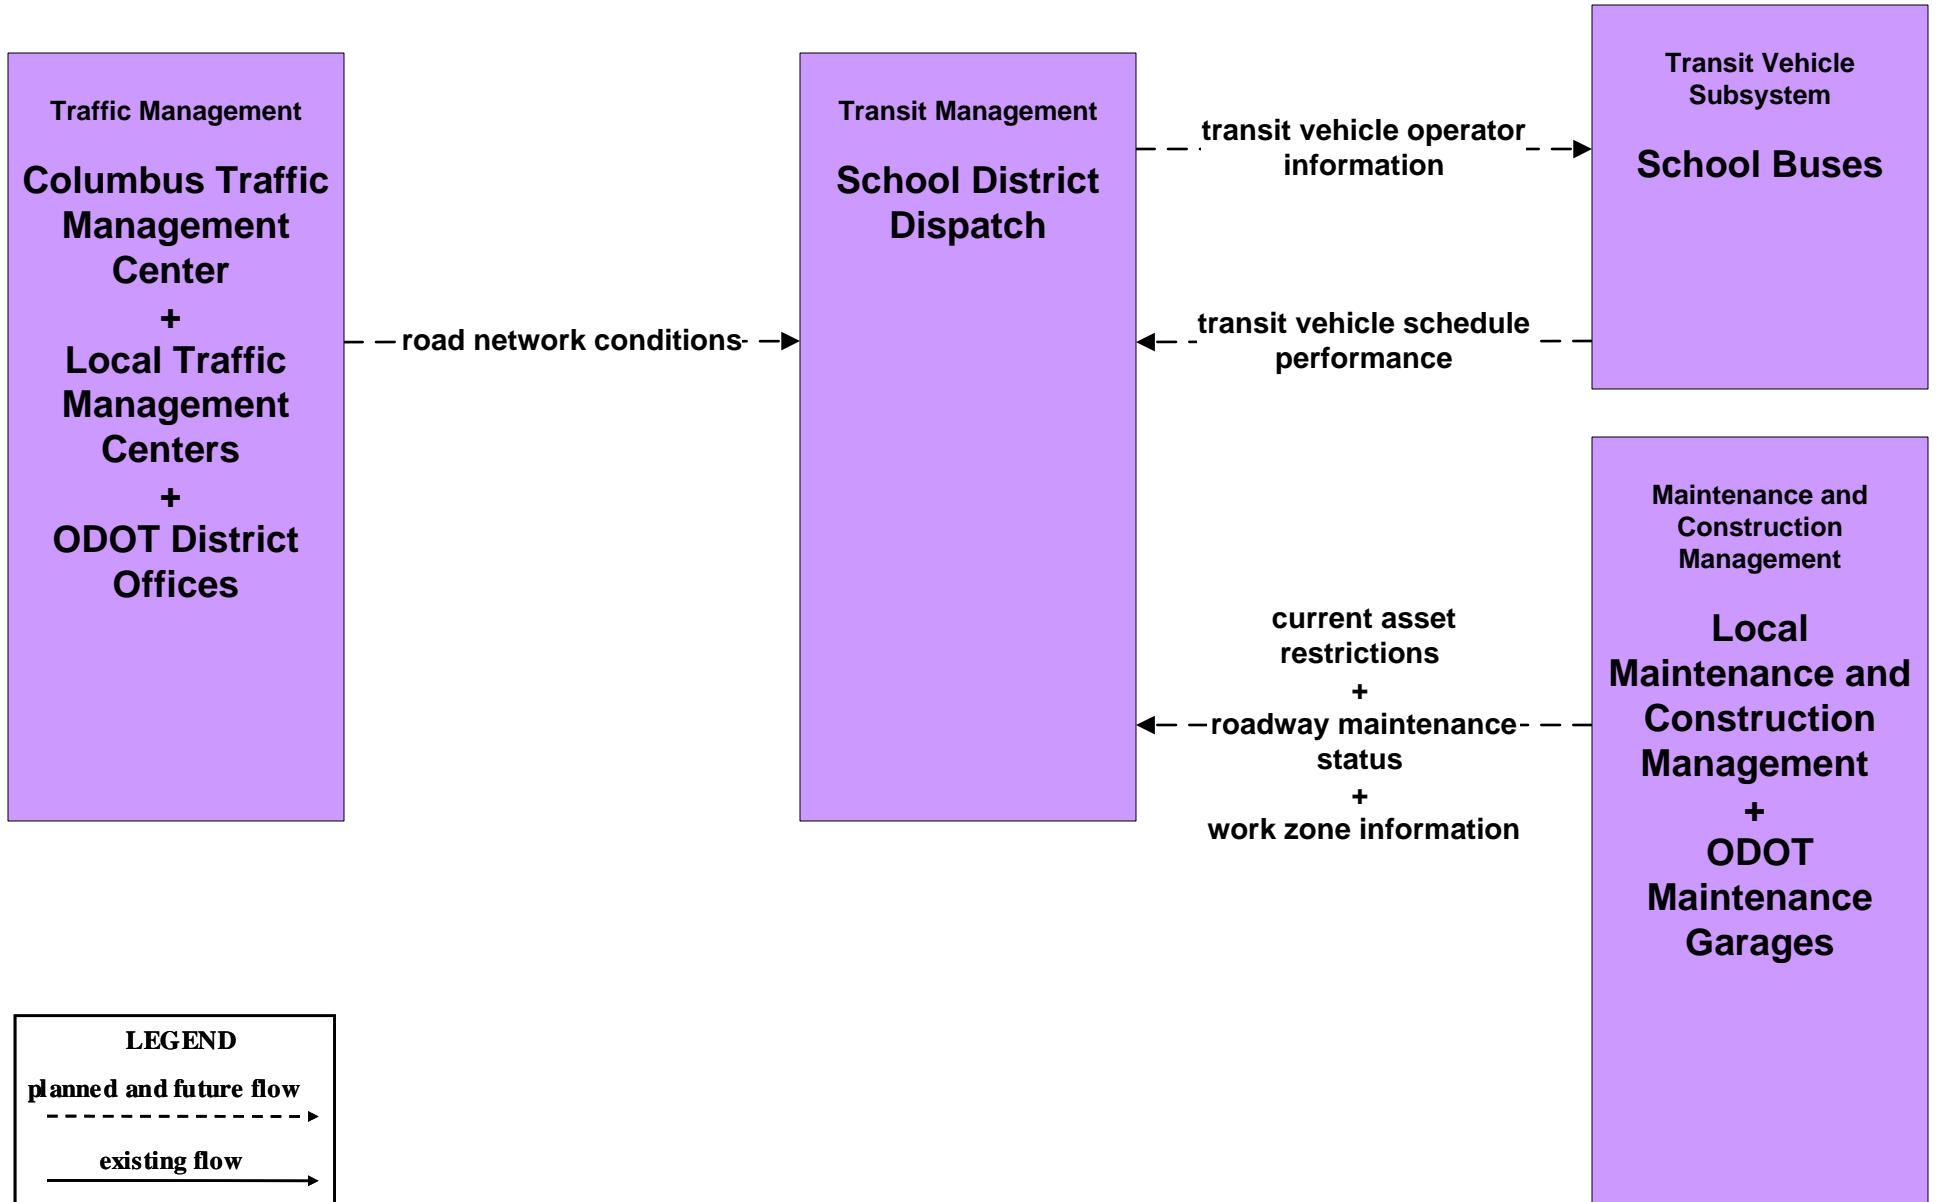 Traffic Management
Columbus Traffic
Management
Center
+
Local Traffic
Management
Centers
+
ODOT District
Offices
road network conditions
Transit Management
School District
Dispatch
transit vehicle operator
information
transit vehicle schedule
performance
current asset
restrictions
+
roadway maintenance
status
+
work zone information
Transit Vehicle
Subsystem
School Buses
Maintenance and
Construction
Management
Local
Maintenance and
Construction
Management
+
ODOT
Maintenance
Garages
LEGEND
planned and future flow
existing flow